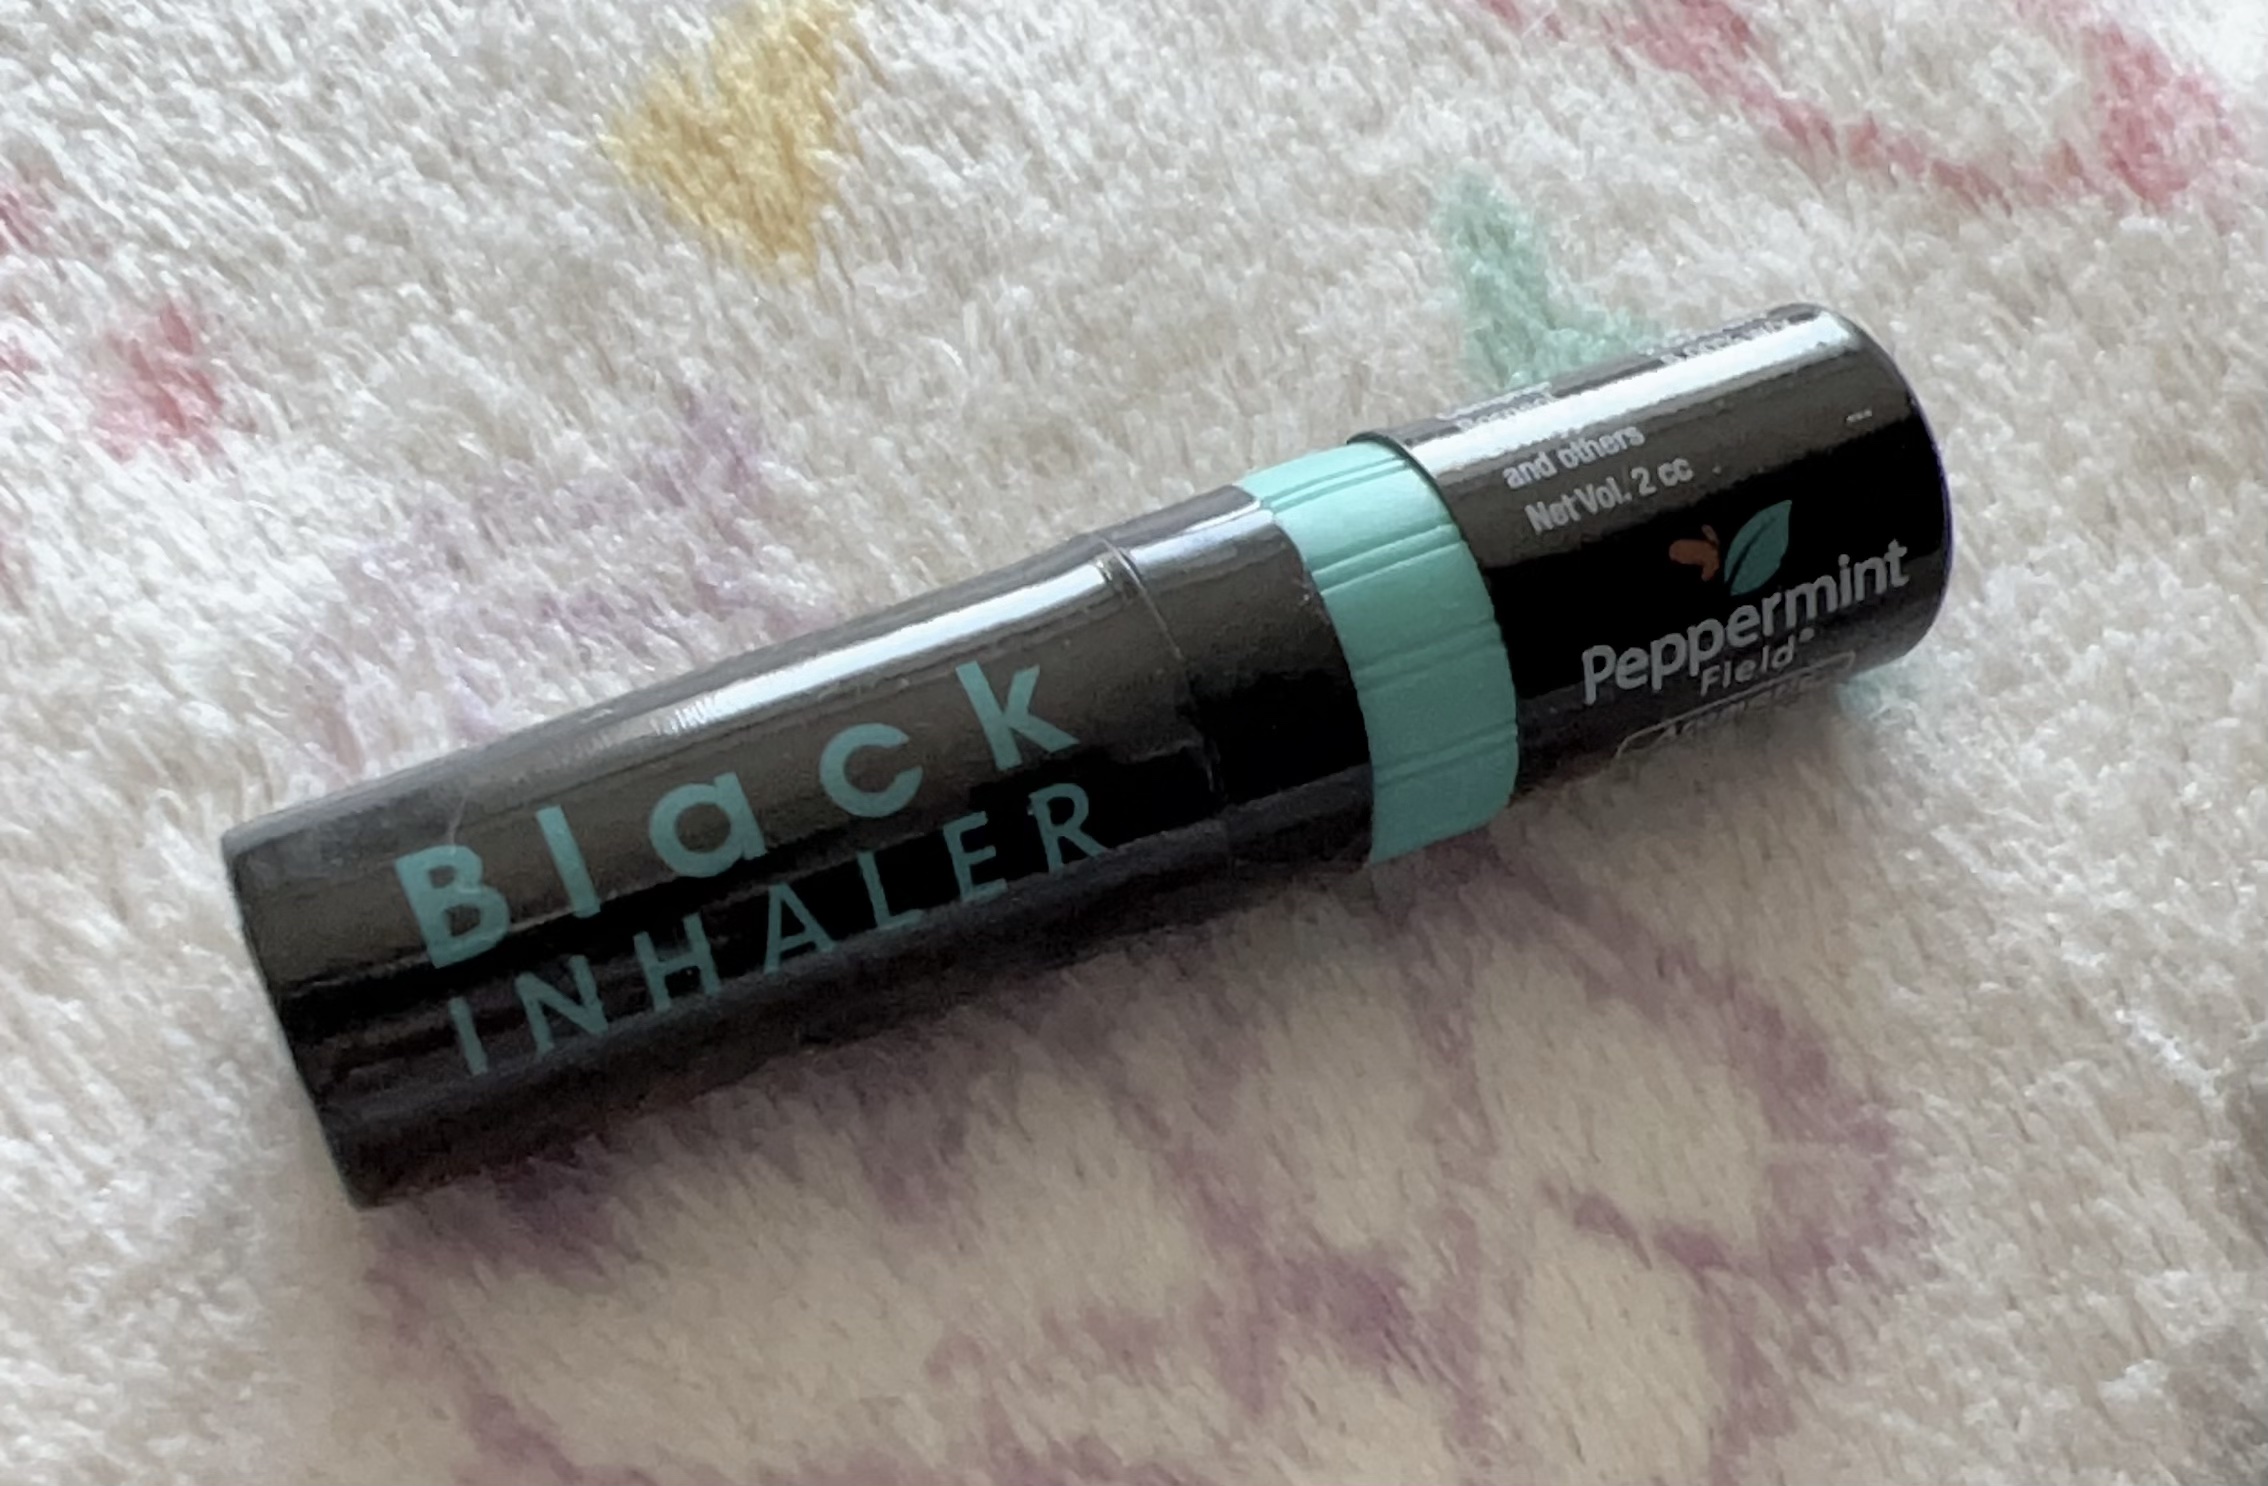 Black
INHALER
and others
Net Vol. 2 cc
Peppermint
Field